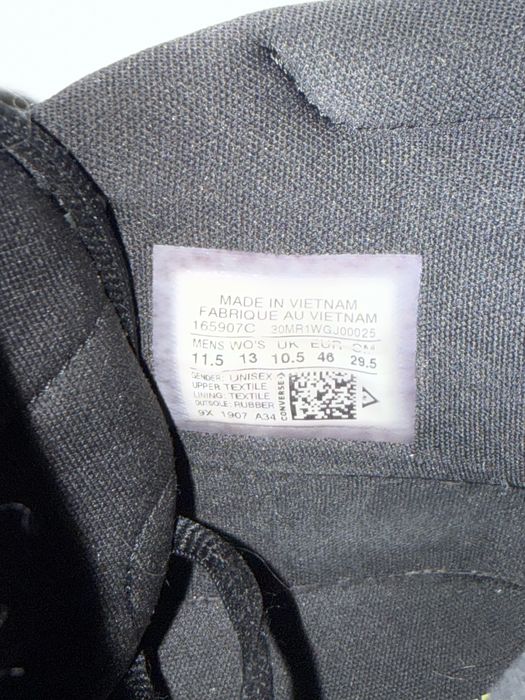 MADE IN VIETNAM
FABRIQUE AU VIETNAM
165907C 30MR1WGJ00025
MENS WO'S UK EUR CM
11.5 13 10.5 46 29.5
GENDER: UNISEX
UPPER: TEXTILE
LINING: TEXTILE
OUTSOLE: RUBBER
9X 1907 A34
CONVERSE